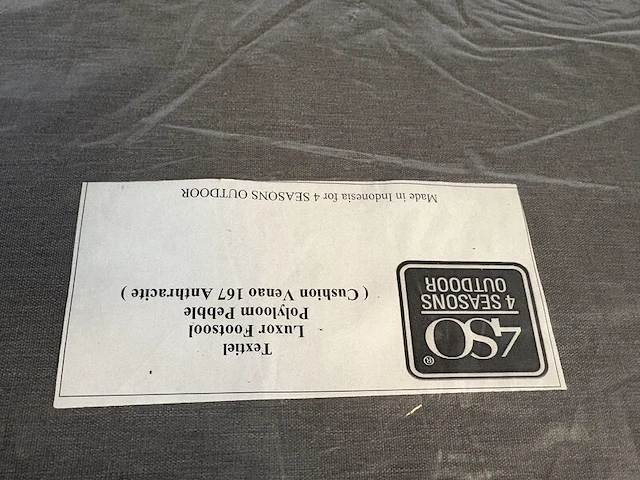 4SO®
4 SEASONS
OUTDOOR
Textiel
Luxor Footsool
Polyloom Pebble
( Cushion Venao 167 Anthracite )
Made in Indonesia for 4 SEASONS OUTDOOR